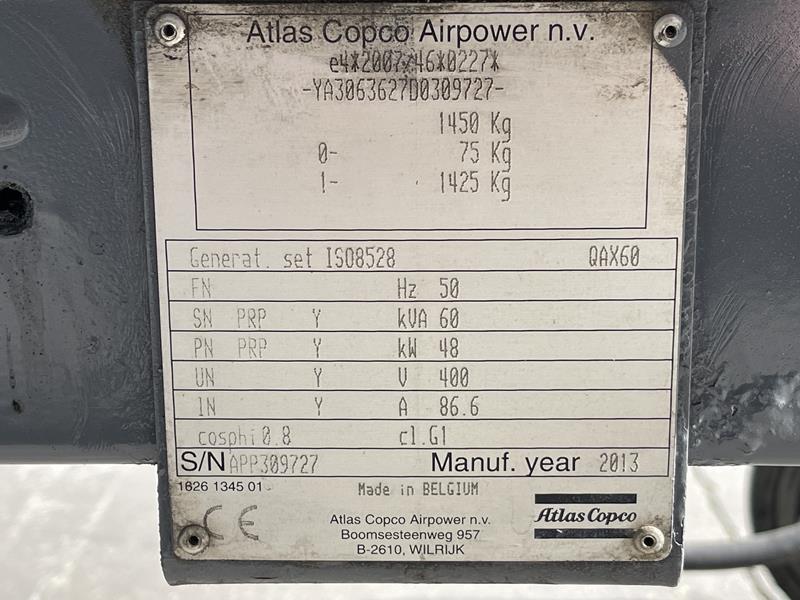 Atlas Copco Airpower n.v.
e4*2007/46*0227*
-YA3063627D0309727-
1450 Kg
0- 75 Kg
1- 1425 Kg
Generat. set ISO8528 QAX60
FN Hz 50
SN PRP Y kVA 60
PN PRP Y kW 48
UN Y V 400
IN Y A 86.6
cosphi 0.8 cl.G1
S/N APP309727 Manuf. year 2013
1626 1345 01 Made in BELGIUM
CE
Atlas Copco
Atlas Copco Airpower n.v.
Boomsesteenweg 957
B-2610, WILRIJK